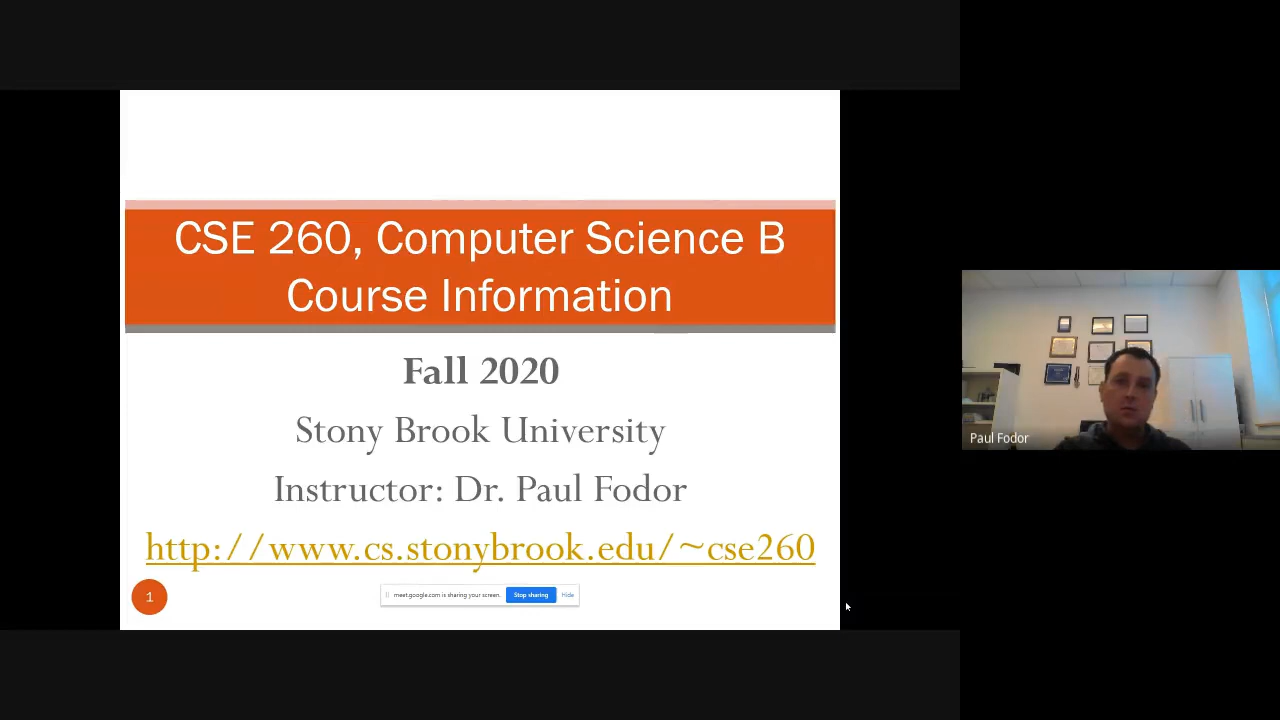 CSE 260, Computer Science B
Course Information
Fall 2020
Stony Brook University
Instructor: Dr. Paul Fodor
http://www.cs.stonybrook.edu/~cse260
1
meet.google.com is sharing your screen.
Stop sharing
Hide
Paul Fodor